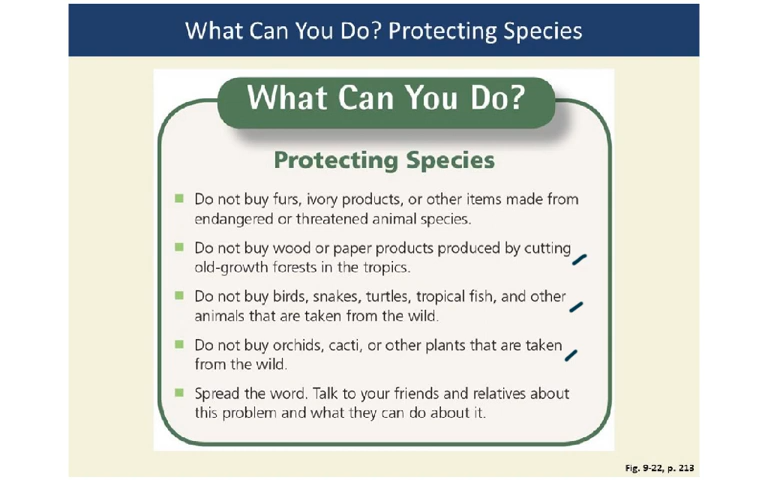 What Can You Do? Protecting Species
What Can You Do?
Protecting Species
Do not buy furs, ivory products, or other items made from
endangered or threatened animal species.
Do not buy wood or paper products produced by cutting
old-growth forests in the tropics.
Do not buy birds, snakes, turtles, tropical fish, and other
animals that are taken from the wild.
Do not buy orchids, cacti, or other plants that are taken
from the wild.
Spread the word. Talk to your friends and relatives about
this problem and what they can do about it.
Fig. 9-22, p. 213